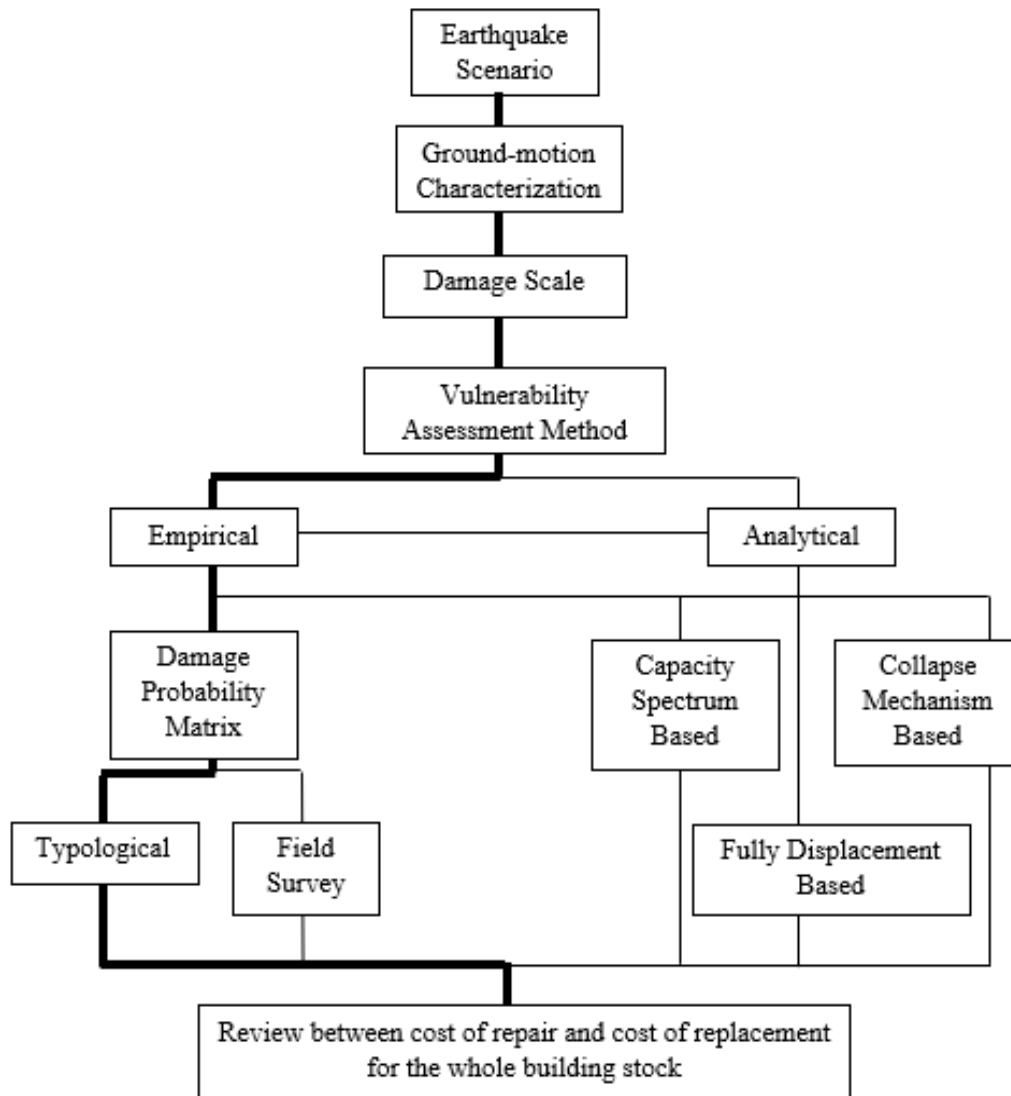 Earthquake
Scenario
Ground-motion
Characterization
Damage Scale
Vulnerability
Assessment Method
Empirical
Analytical
Damage
Probability
Matrix
Capacity
Spectrum
Based
Collapse
Mechanism
Based
Typological
Field
Survey
Fully Displacement
Based
Review between cost of repair and cost of replacement
for the whole building stock